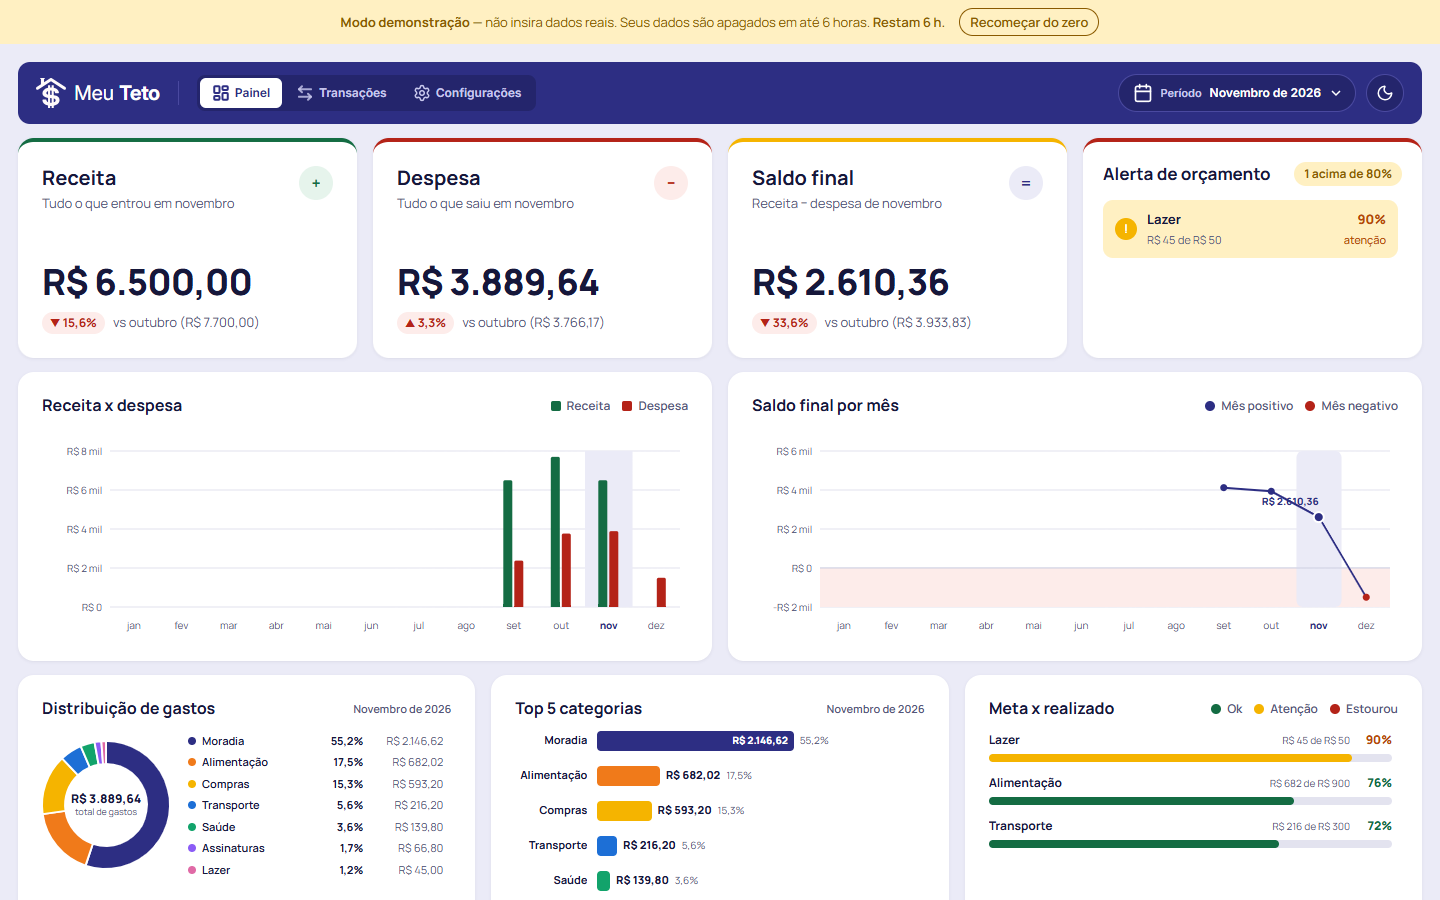 Modo demonstração — não insira dados reais. Seus dados são apagados em até 6 horas. Restam 6 h. Recomeçar do zero
Meu Teto
Painel
Transações
Configurações
Período Novembro de 2026
Receita
+
Tudo o que entrou em novembro
R$ 6.500,00
▼ 15,6% vs outubro (R$ 7.700,00)
Despesa
−
Tudo o que saiu em novembro
R$ 3.889,64
▲ 3,3% vs outubro (R$ 3.766,17)
Saldo final
=
Receita − despesa de novembro
R$ 2.610,36
▼ 33,6% vs outubro (R$ 3.933,83)
Alerta de orçamento 1 acima de 80%
! Lazer 90%
R$ 45 de R$ 50 atenção
Receita x despesa
Receita Despesa
R$ 8 mil
R$ 6 mil
R$ 4 mil
R$ 2 mil
R$ 0
jan fev mar abr mai jun jul ago set out nov dez
Saldo final por mês
Mês positivo Mês negativo
R$ 6 mil
R$ 4 mil
R$ 2.610,36
R$ 2 mil
R$ 0
-R$ 2 mil
jan fev mar abr mai jun jul ago set out nov dez
Distribuição de gastos Novembro de 2026
R$ 3.889,64
total de gastos
Moradia 55,2% R$ 2.146,62
Alimentação 17,5% R$ 682,02
Compras 15,3% R$ 593,20
Transporte 5,6% R$ 216,20
Saúde 3,6% R$ 139,80
Assinaturas 1,7% R$ 66,80
Lazer 1,2% R$ 45,00
Top 5 categorias Novembro de 2026
Moradia R$ 2.146,62 55,2%
Alimentação R$ 682,02 17,5%
Compras R$ 593,20 15,3%
Transporte R$ 216,20 5,6%
Saúde R$ 139,80 3,6%
Meta x realizado Ok Atenção Estourou
Lazer R$ 45 de R$ 50 90%
Alimentação R$ 682 de R$ 900 76%
Transporte R$ 216 de R$ 300 72%